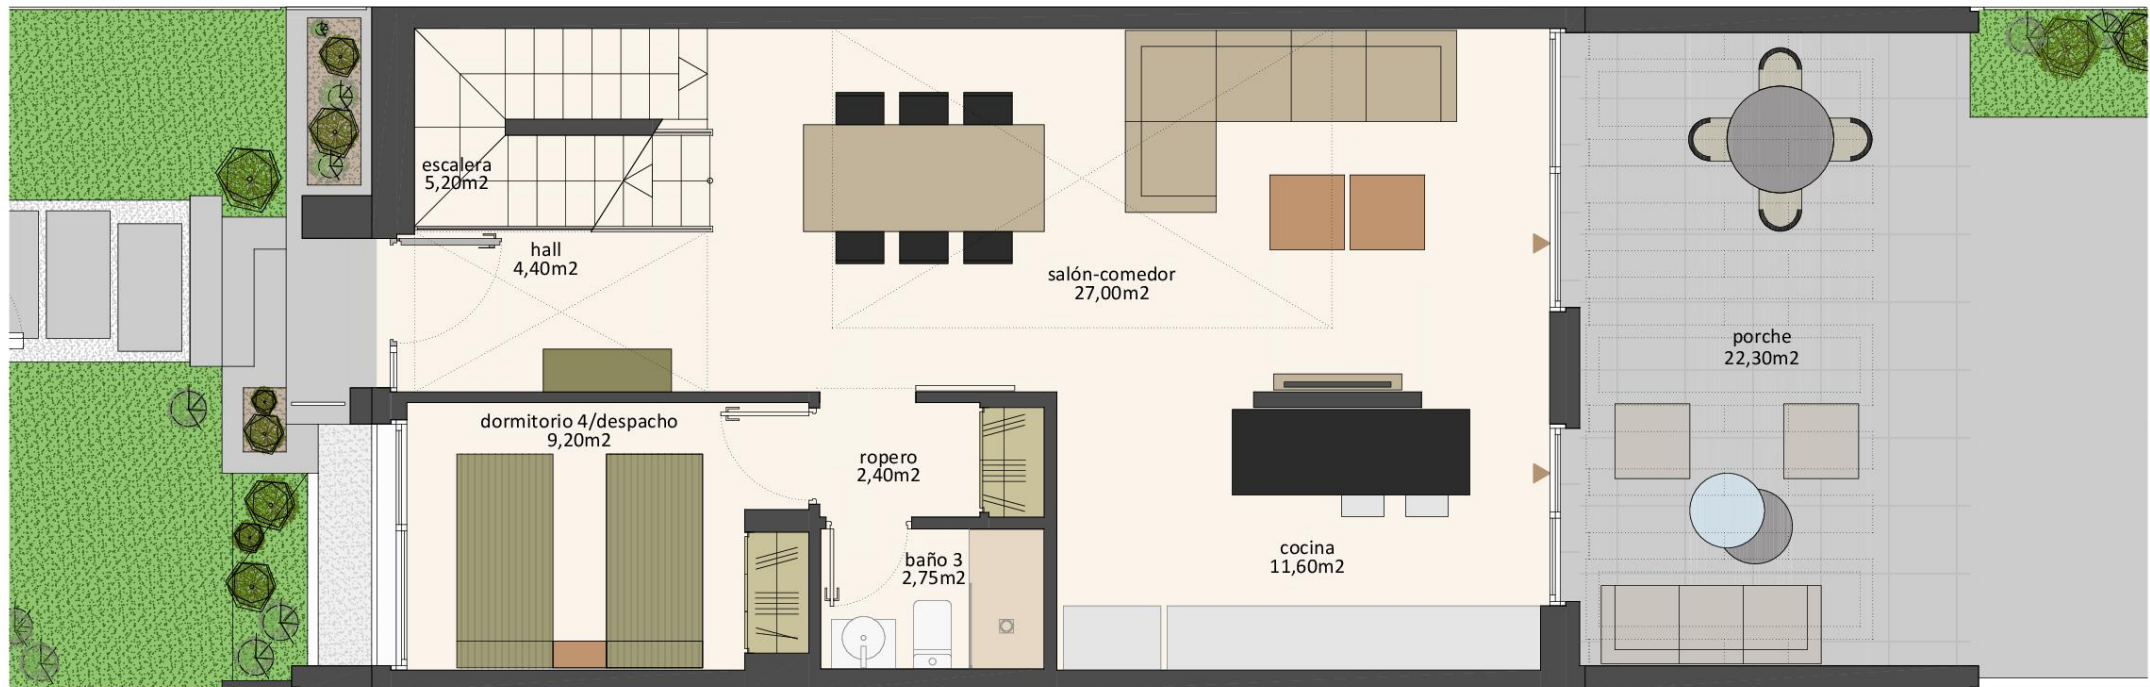 escalera
5,20m2
hall
4,40m2
salón-comedor
27,00m2
porche
22,30m2
dormitorio 4/despacho
9,20m2
ropero
2,40m2
baño 3
2,75m2
cocina
11,60m2